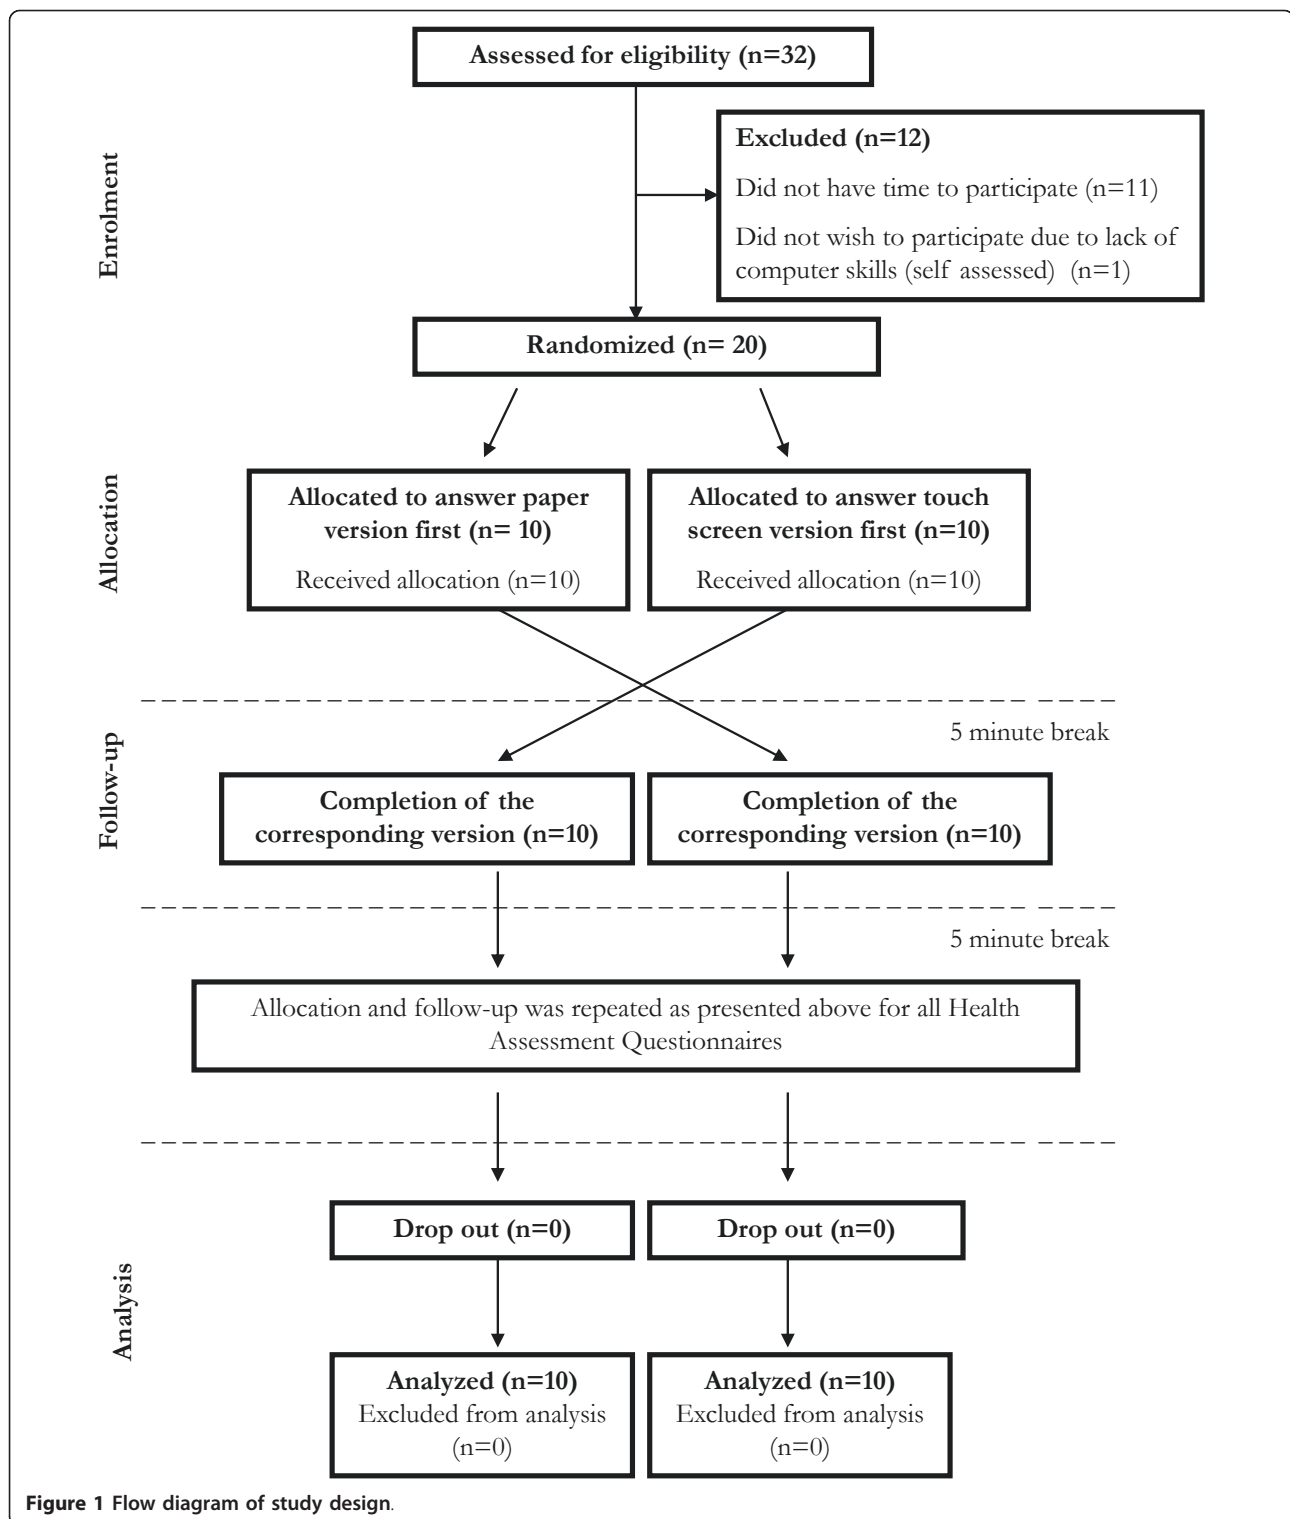 Assessed for eligibility (n=32)
Enrolment
Excluded (n=12)
Did not have time to participate (n=11)
Did not wish to participate due to lack of
computer skills (self assessed) (n=1)
Randomized (n= 20)
Allocation
Allocated to answer paper
version first (n= 10)
Received allocation (n=10)
Allocated to answer touch
screen version first (n=10)
Received allocation (n=10)
5 minute break
Follow-up
Completion of the
corresponding version (n=10)
Completion of the
corresponding version (n=10)
5 minute break
Allocation and follow-up was repeated as presented above for all Health
Assessment Questionnaires
Analysis
Drop out (n=0)
Drop out (n=0)
Analyzed (n=10)
Excluded from analysis
(n=0)
Analyzed (n=10)
Excluded from analysis
(n=0)
Figure 1 Flow diagram of study design.